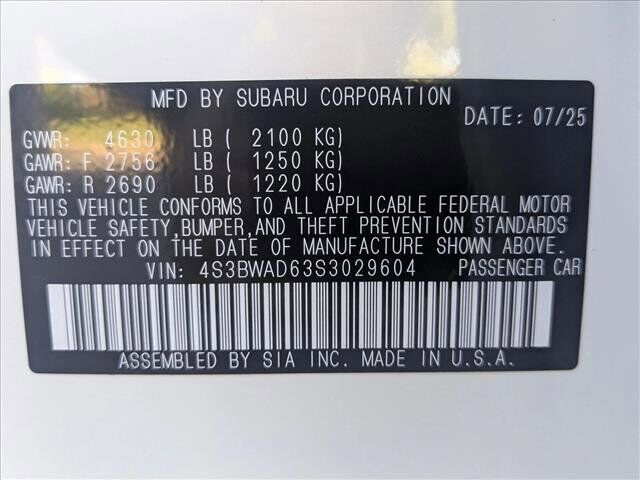 MFD BY SUBARU CORPORATION
DATE: 07/25
GVWR: 4630 LB ( 2100 KG)
GAWR: F 2756 LB ( 1250 KG)
GAWR: R 2690 LB ( 1220 KG)
THIS VEHICLE CONFORMS TO ALL APPLICABLE FEDERAL MOTOR
VEHICLE SAFETY,BUMPER,AND THEFT PREVENTION STANDARDS
IN EFFECT ON THE DATE OF MANUFACTURE SHOWN ABOVE.
VIN: 4S3BWAD63S3029604 PASSENGER CAR
ASSEMBLED BY SIA INC. MADE IN U.S.A.